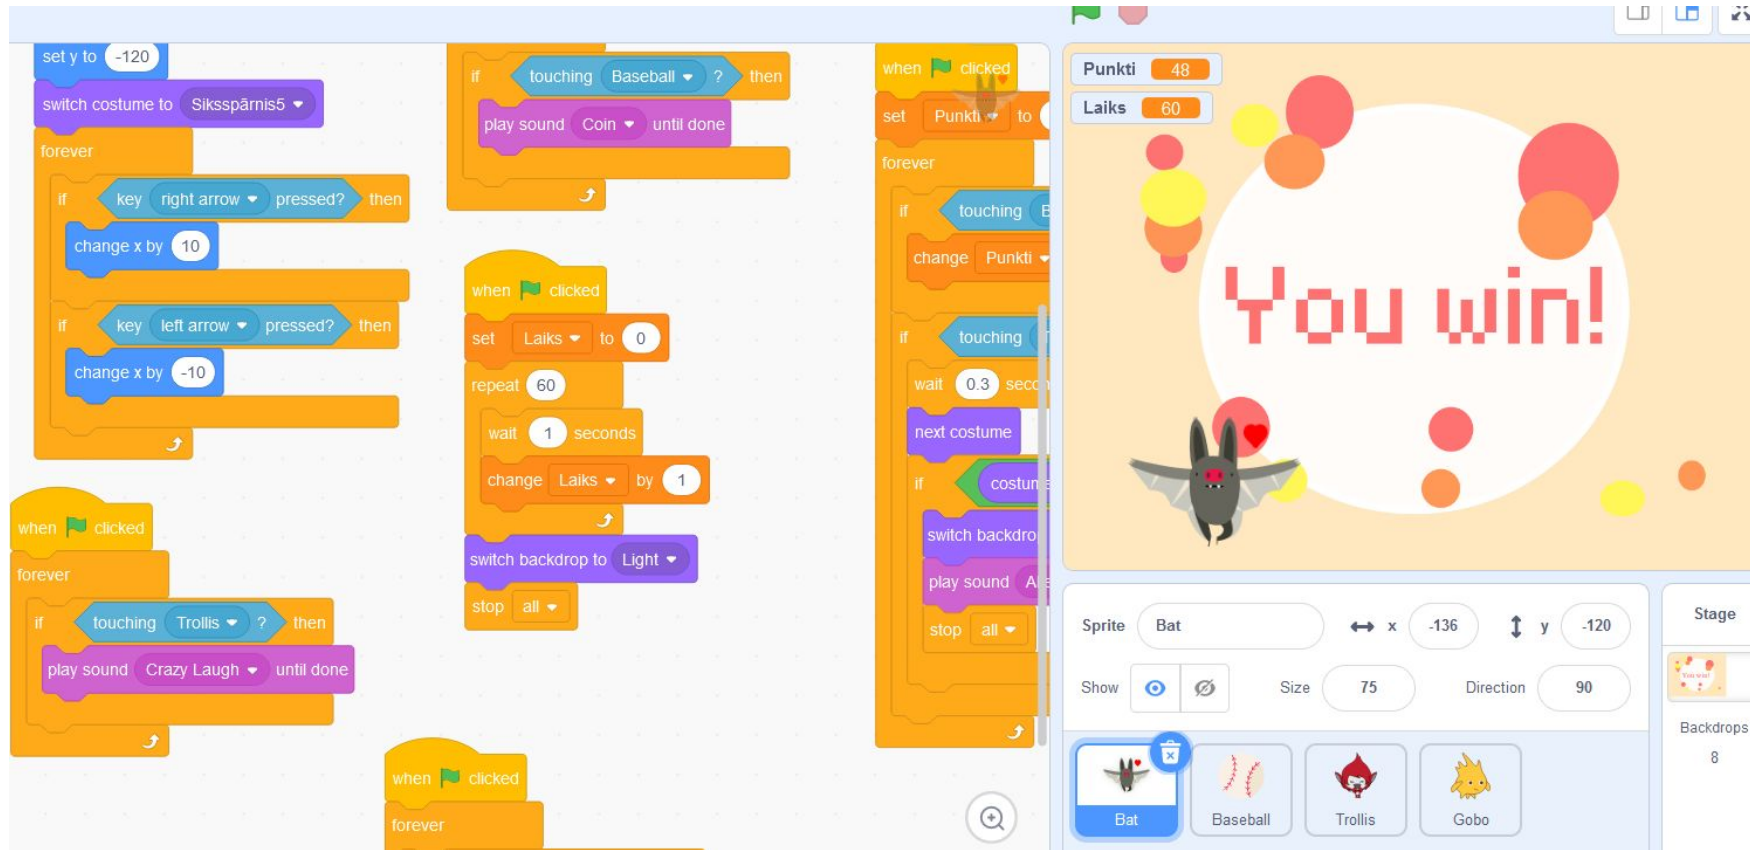 set y to -120
switch costume to Siksspārnis5
forever
if key right arrow pressed? then
change x by 10
if key left arrow pressed? then
change x by -10
when clicked
forever
if touching Trollis ? then
play sound Crazy Laugh until done
if touching Baseball ? then
play sound Coin until done
when clicked
set Laiks to 0
repeat 60
wait 1 seconds
change Laiks by 1
switch backdrop to Light
stop all
when clicked
forever
when clicked
set Punkti to
forever
if touching
change Punkti
if touching
wait 0.3
next costume
if
switch
play sound
stop all
Punkti 48
Laiks 60
You win!
Sprite Bat x -136 y -120
Show Size 75 Direction 90
Bat
Baseball
Trollis
Gobo
Stage
You win!
Backdrops
8